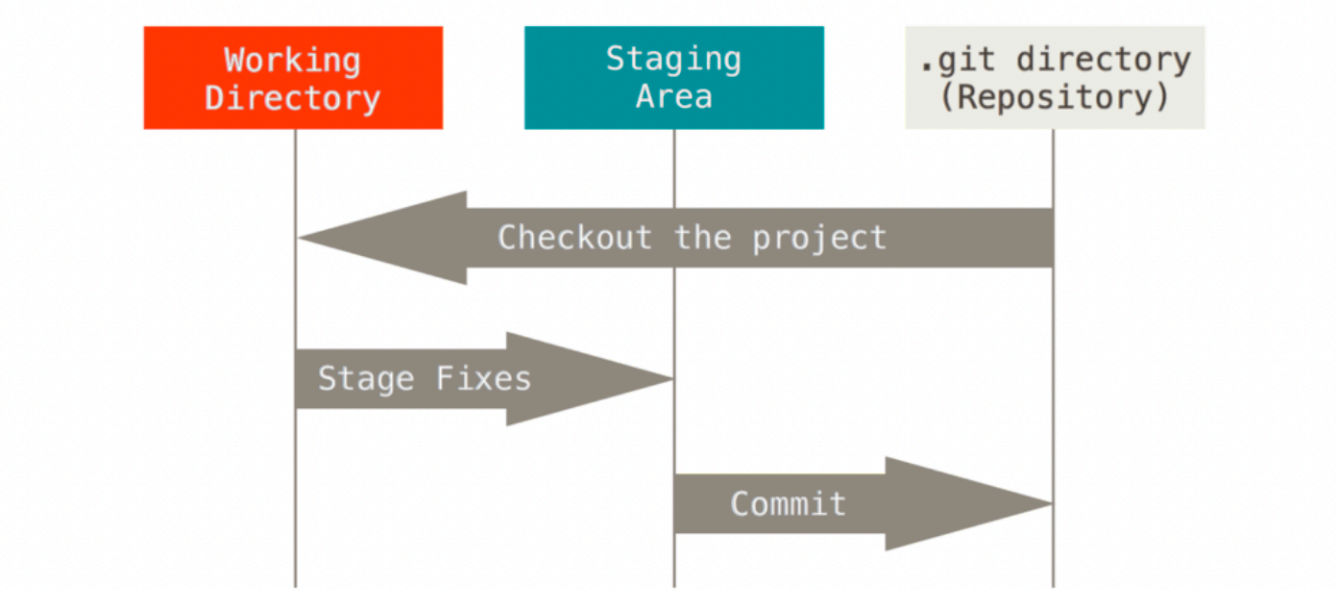 Working
Directory
Staging
Area
.git directory
(Repository)
Checkout the project
Stage Fixes
Commit